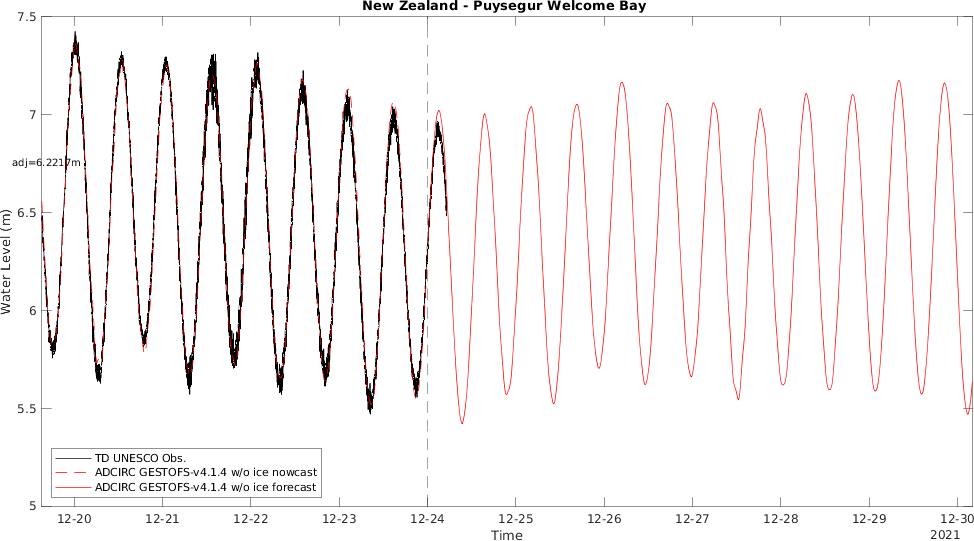 New Zealand - Puysegur Welcome Bay
7.5
7
adj=6.2217m
6.5
6
5.5
5
Water Level (m)
TD UNESCO Obs.
ADCIRC GESTOFS-v4.1.4 w/o ice nowcast
ADCIRC GESTOFS-v4.1.4 w/o ice forecast
12-20 12-21 12-22 12-23 12-24 12-25 12-26 12-27 12-28 12-29 12-30
Time
2021